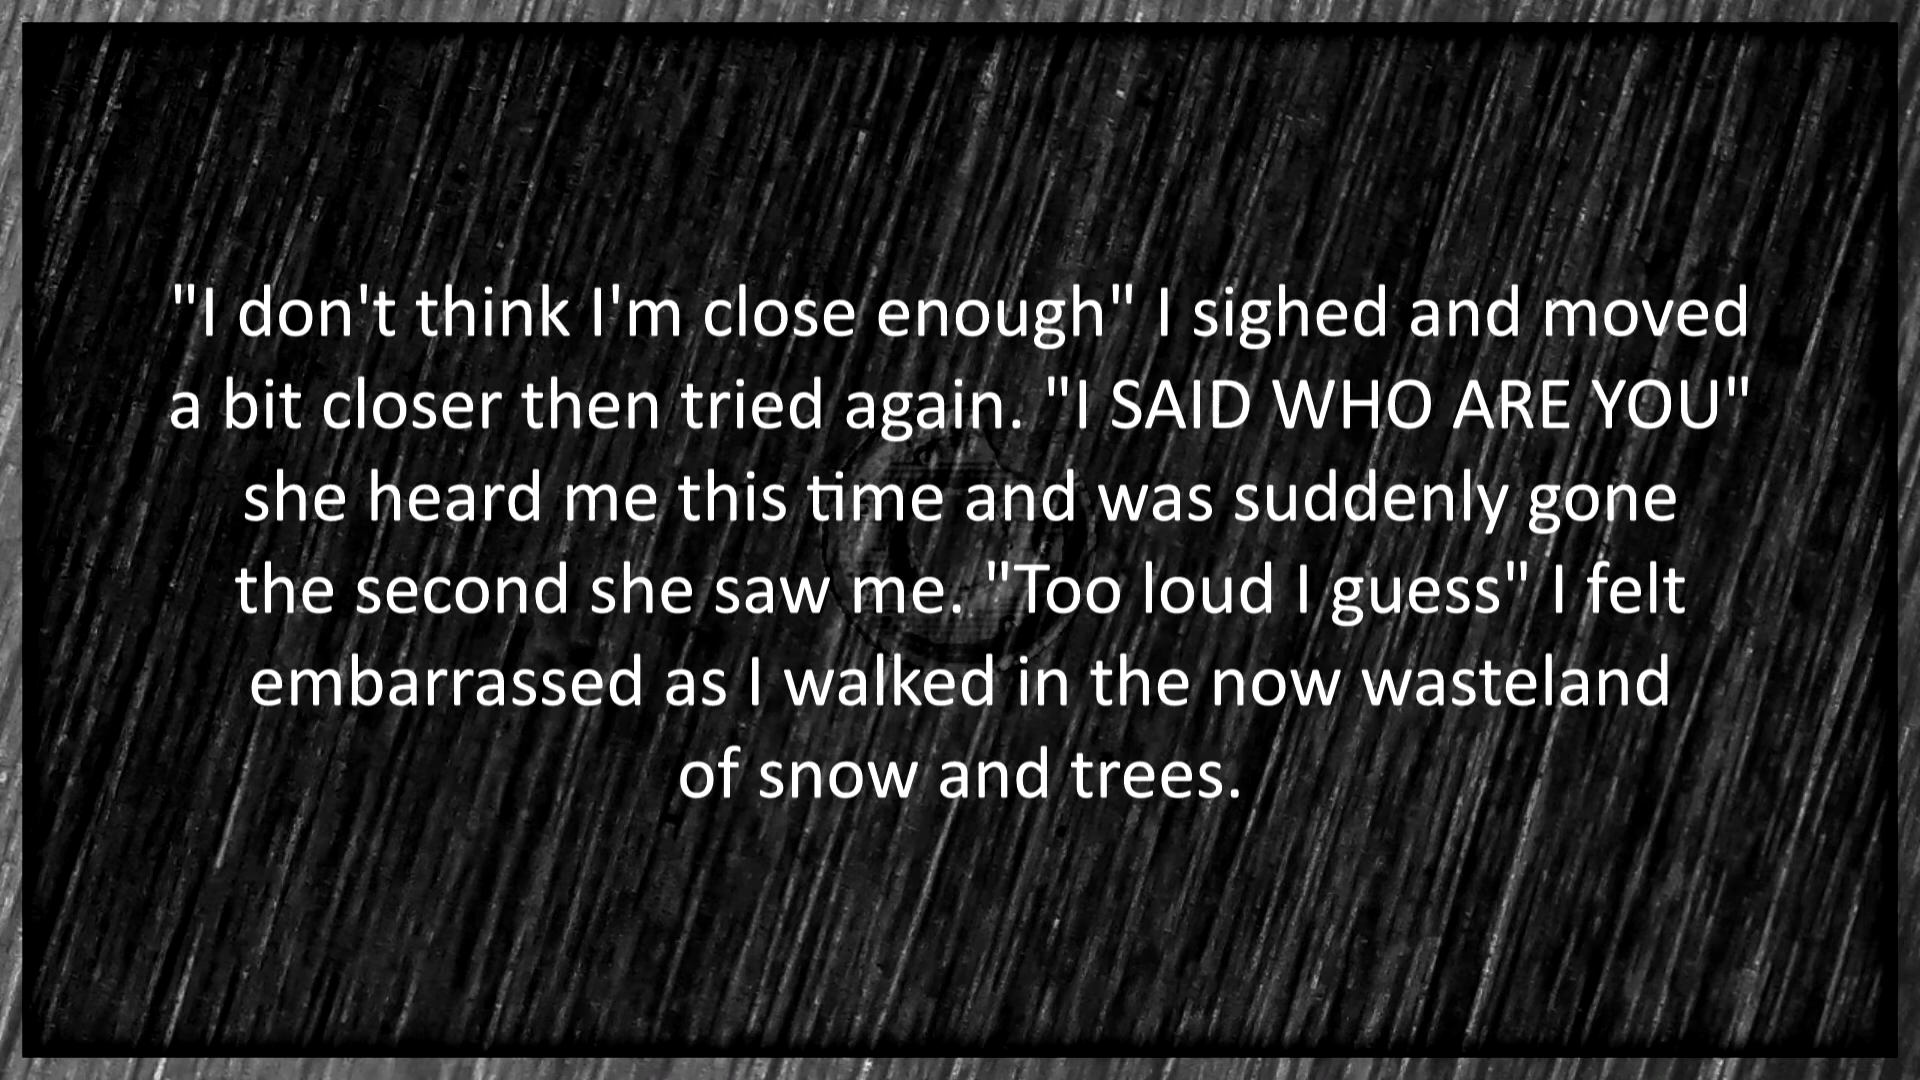 "I don't think I'm close enough" I sighed and moved
a bit closer then tried again. "I SAID WHO ARE YOU"
she heard me this time and was suddenly gone
the second she saw me. "Too loud I guess" I felt
embarrassed as I walked in the now wasteland
of snow and trees.